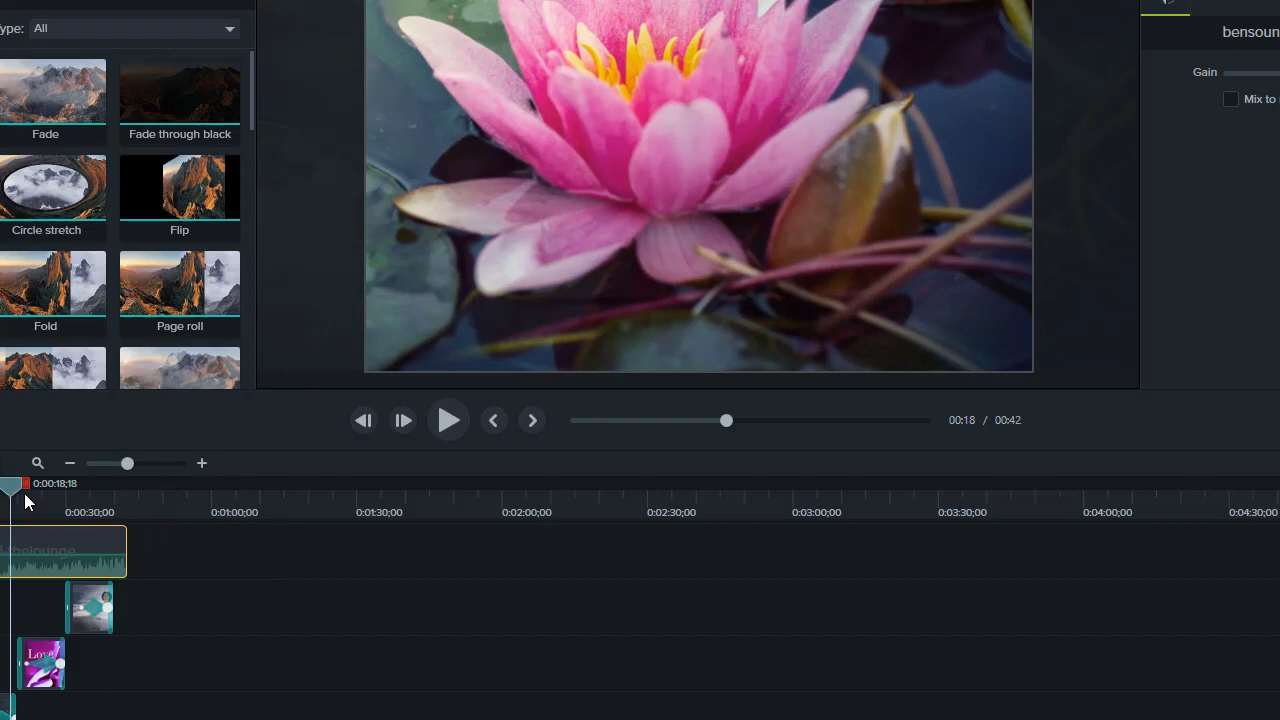 ype: All
Fade
Fade through black
Circle stretch
Flip
Fold
Page roll
bensoun
Gain
Mix to
00:18 / 00:42
0:00:18;18
0:00:30;00
0:01:00;00
0:01:30;00
0:02:00;00
0:02:30;00
0:03:00;00
0:03:30;00
0:04:00;00
0:04:30;00
thelounge
Love